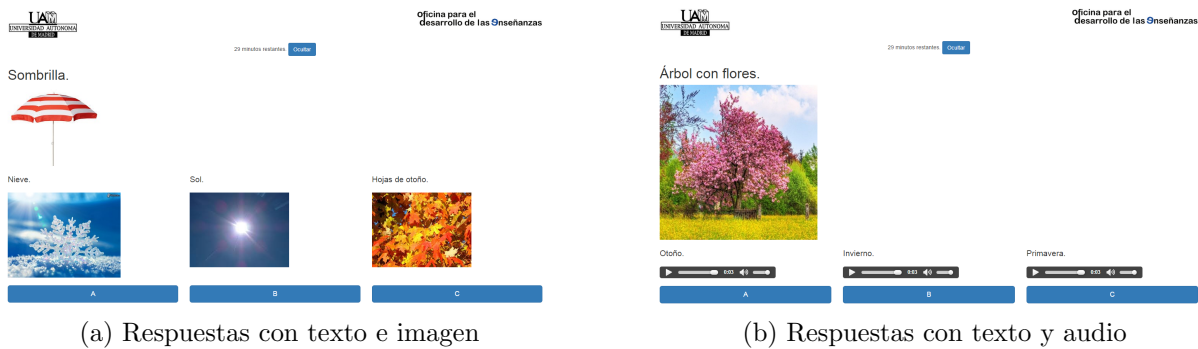 UAM
UNIVERSIDAD AUTONOMA
DE MADRID
Oficina para el
desarrollo de las enseñanzas
29 minutos restantes. Ocultar
Sombrilla.
Nieve.
Sol.
Hojas de otoño.
A
B
C
(a) Respuestas con texto e imagen
UAM
UNIVERSIDAD AUTONOMA
DE MADRID
Oficina para el
desarrollo de las enseñanzas
29 minutos restantes. Ocultar
Árbol con flores.
Otoño.
Invierno.
Primavera.
0:03
0:03
0:03
A
B
C
(b) Respuestas con texto y audio